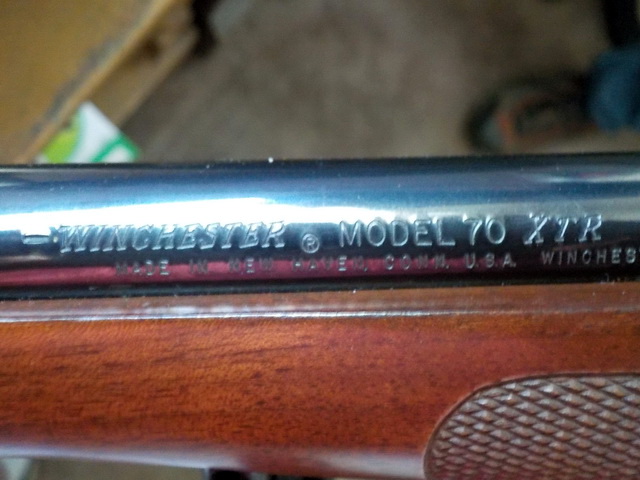 -WINCHESTER® MODEL 70 XTR
MADE IN NEW HAVEN, CONN. U.S.A. WINCHES